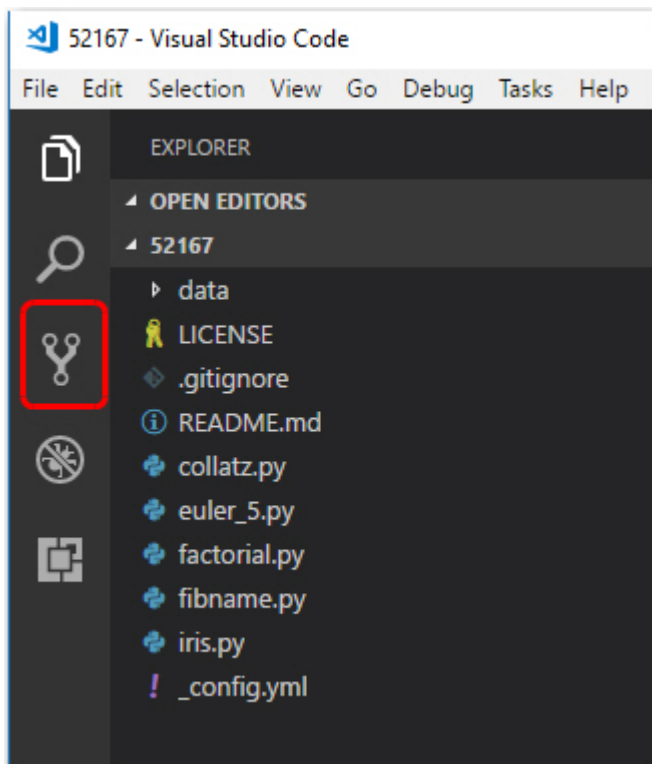 52167 - Visual Studio Code
File Edit Selection View Go Debug Tasks Help
EXPLORER
OPEN EDITORS
52167
data
LICENSE
.gitignore
README.md
collatz.py
euler_5.py
factorial.py
fibname.py
iris.py
_config.yml